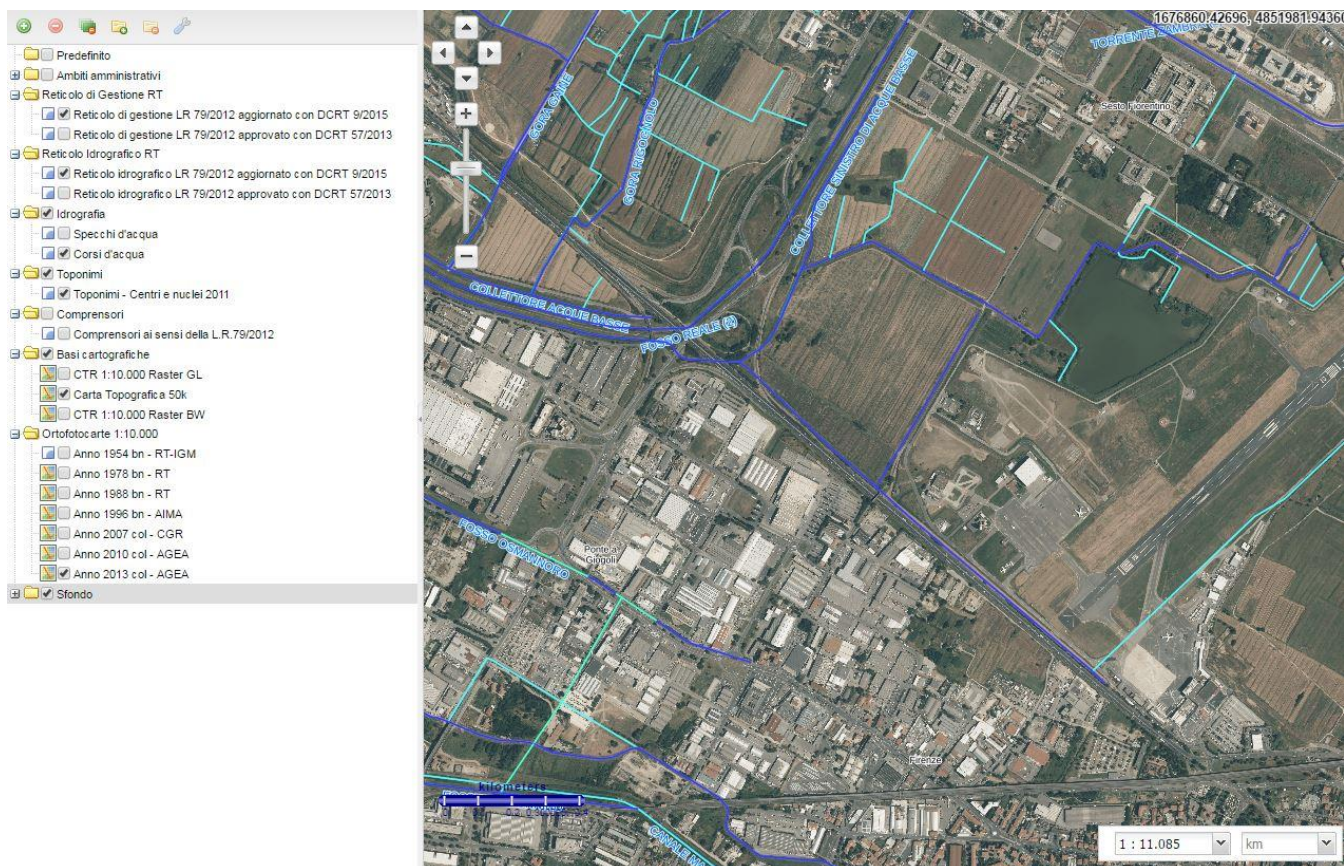 Predefinito
Ambiti amministrativi
Reticolo di Gestione RT
Reticolo di gestione LR 79/2012 aggiornato con DCRT 9/2015
Reticolo di gestione LR 79/2012 approvato con DCRT 57/2013
Reticolo Idrografico RT
Reticolo idrografico LR 79/2012 aggiornato con DCRT 9/2015
Reticolo idrografico LR 79/2012 approvato con DCRT 57/2013
Idrografia
Specchi d'acqua
Corsi d'acqua
Toponimi
Toponimi - Centri e nuclei 2011
Comprensori
Comprensori ai sensi della L.R.79/2012
Basi cartografiche
CTR 1:10.000 Raster GL
Carta Topografica 50k
CTR 1:10.000 Raster BW
Ortofotocarte 1:10.000
Anno 1954 bn - RT-IGM
Anno 1978 bn - RT
Anno 1988 bn - RT
Anno 1996 bn - AIMA
Anno 2007 col - CGR
Anno 2010 col - AGEA
Anno 2013 col - AGEA
Sfondo
1676860.42696, 4851981.9436
TORRENTE
Sesto Fiorentino
GORA GAINE
GORA RIGOGNOLO
COLLETTORE SINISTRO DI ACQUE BASSE
COLLETTORE ACQUE BASSE
FOSSO REALE (2)
FOSSO OSMANNORO
Ponte a
Giogoli
Firenze
kilometers
CANALE
1 : 11.085
km